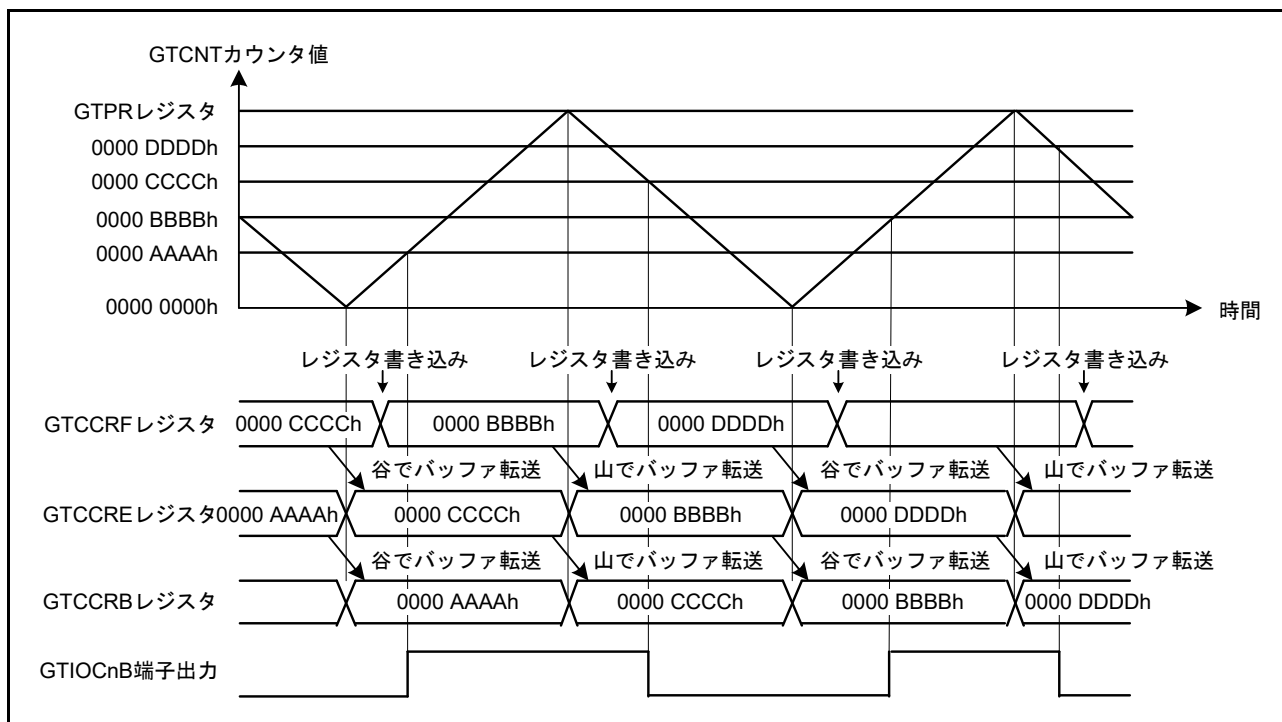 GTCNTカウンタ値
GTPRレジスタ
0000 DDDDh
0000 CCCCh
0000 BBBBh
0000 AAAAh
0000 0000h
時間
レジスタ書き込み レジスタ書き込み レジスタ書き込み レジスタ書き込み
GTCCRFレジスタ 0000 CCCCh 0000 BBBBh 0000 DDDDh
谷でバッファ転送 山でバッファ転送 谷でバッファ転送 山でバッファ転送
GTCCREレジスタ 0000 AAAAh 0000 CCCCh 0000 BBBBh 0000 DDDDh
谷でバッファ転送 山でバッファ転送 谷でバッファ転送 山でバッファ転送
GTCCRBレジスタ 0000 AAAAh 0000 CCCCh 0000 BBBBh 0000 DDDDh
GTIOCnB端子出力